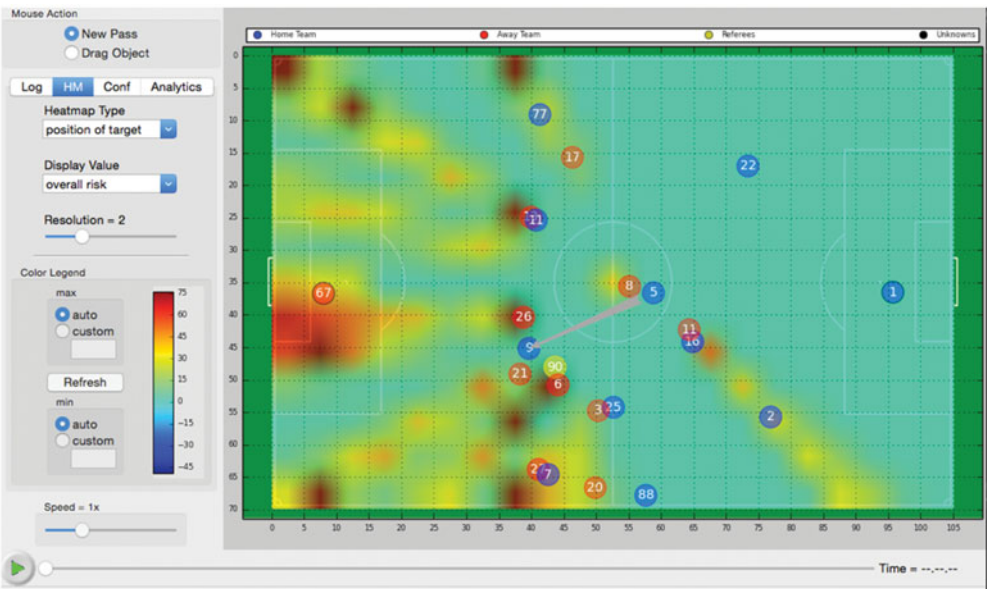 Mouse Action
New Pass
Drag Object
Log HM Conf Analytics
Heatmap Type
position of target
Display Value
overall risk
Resolution = 2
Color Legend
max
auto
custom
Refresh
min
auto
custom
75
60
45
30
15
0
−15
−30
−45
Speed = 1x
Home Team Away Team Referees Unknowns
0
5
10
15
20
25
30
35
40
45
50
55
60
65
70
77
17
22
11
67
8
5
1
26
11
16
9
90
21
6
3
25
2
7
20
88
0 5 10 15 20 25 30 35 40 45 50 55 60 65 70 75 80 85 90 95 100 105
Time = --.--.--